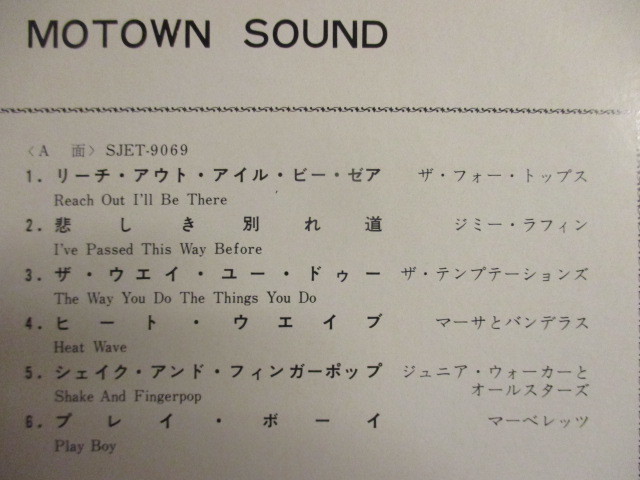 MOTOWN SOUND
〈A 面〉 SJET-9069
1. リーチ・アウト・アイル・ビー・ゼア ザ・フォー・トップス
Reach Out I'll Be There
2. 悲しき別れ道 ジミー・ラフィン
I've Passed This Way Before
3. ザ・ウエイ・ユー・ドゥー ザ・テンプテーションズ
The Way You Do The Things You Do
4. ヒート・ウエイブ マーサとバンデラス
Heat Wave
5. シェイク・アンド・フィンガーポップ ジュニア・ウォーカーと
Shake And Fingerpop オールスターズ
6. プレイ・ボーイ マーベレッツ
Play Boy